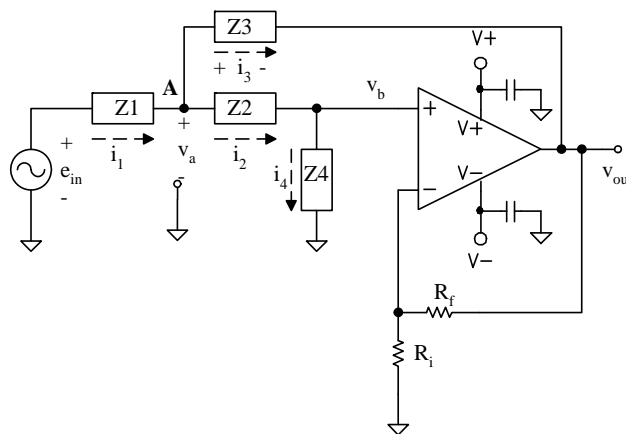 Z3
V+
+ i3 -
A
vb
Z1
Z2
+
V+
+
+
i1
va
i2
i4
Z4
ein
-
-
-
V-
vou
V-
Rf
Ri